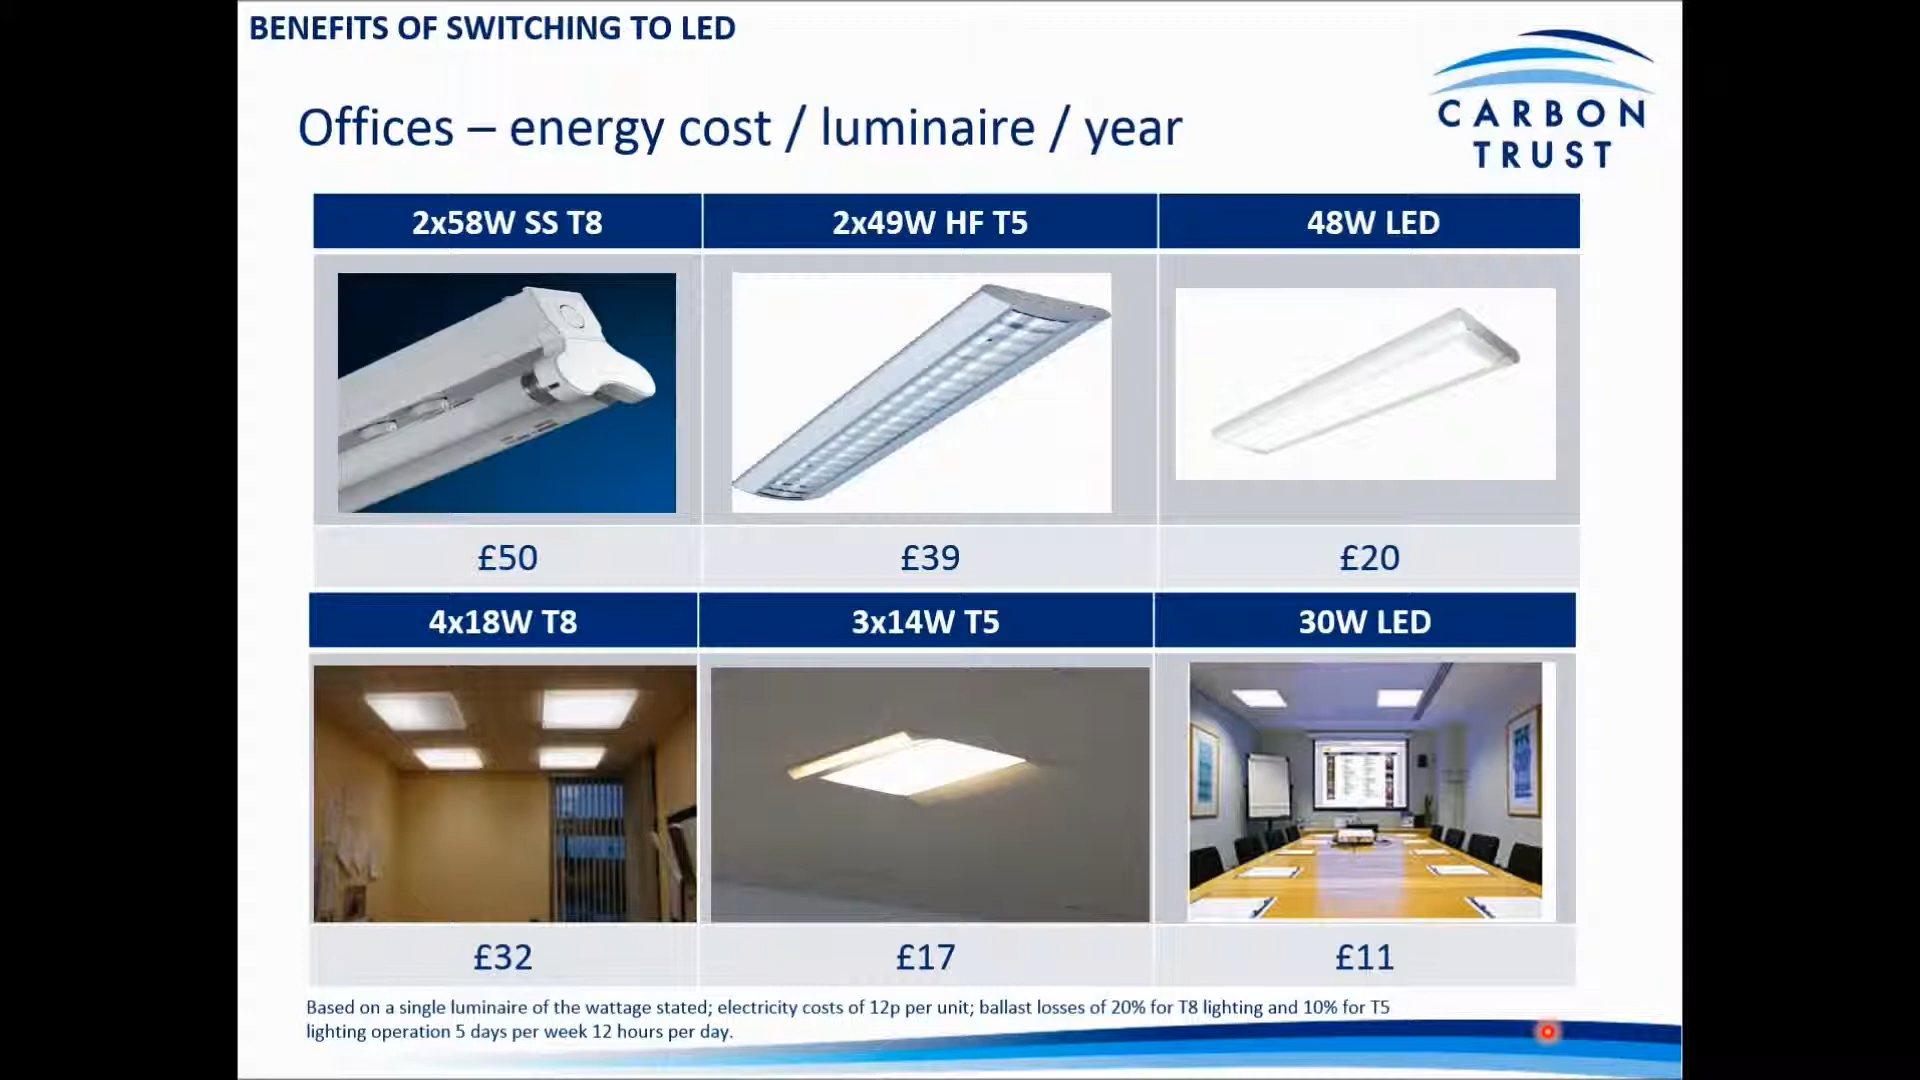 BENEFITS OF SWITCHING TO LED
CARBON
TRUST
Offices – energy cost / luminaire / year
2x58W SS T8
2x49W HF T5
48W LED
£50
£39
£20
4x18W T8
3x14W T5
30W LED
£32
£17
£11
Based on a single luminaire of the wattage stated; electricity costs of 12p per unit; ballast losses of 20% for T8 lighting and 10% for T5
lighting operation 5 days per week 12 hours per day.